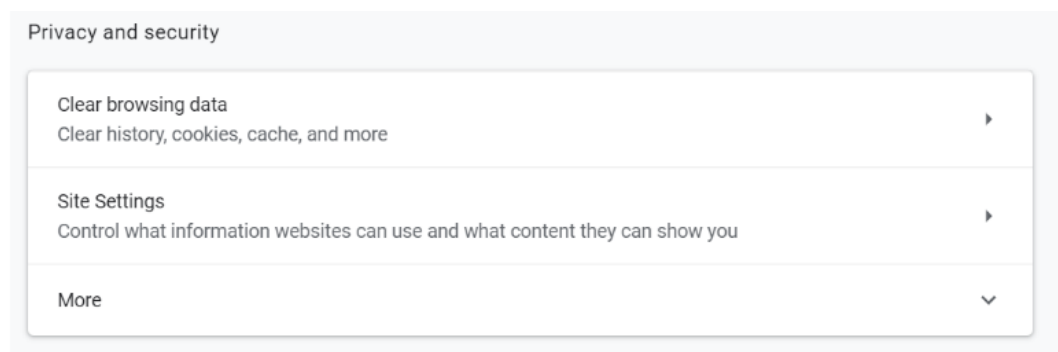 Privacy and security
Clear browsing data
Clear history, cookies, cache, and more
Site Settings
Control what information websites can use and what content they can show you
More